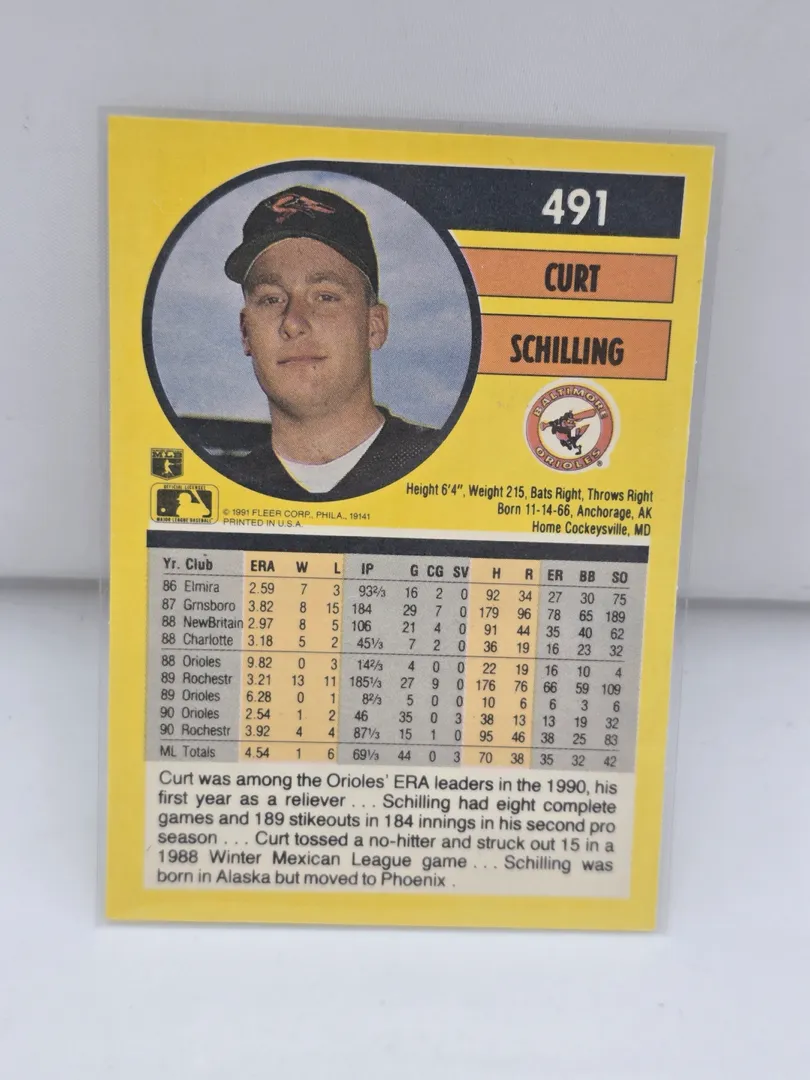 491
CURT
SCHILLING
BALTIMORE
ORIOLES
®
MLB
OFFICIAL LICENSEE
MAJOR LEAGUE BASEBALL
© 1991 FLEER CORP., PHILA., 19141
PRINTED IN U.S.A.
Height 6'4", Weight 215, Bats Right, Throws Right
Born 11-14-66, Anchorage, AK
Home Cockeysville, MD
Yr. Club ERA W L IP G CG SV H R ER BB SO
86 Elmira 2.59 7 3 93⅔ 16 2 0 92 34 27 30 75
87 Grnsboro 3.82 8 15 184 29 7 0 179 96 78 65 189
88 NewBritain 2.97 8 5 106 21 4 0 91 44 35 40 62
88 Charlotte 3.18 5 2 45⅓ 7 2 0 36 19 16 23 32
88 Orioles 9.82 0 3 14⅔ 4 0 0 22 19 16 10 4
89 Rochestr 3.21 13 11 185⅓ 27 9 0 176 76 66 59 109
89 Orioles 6.28 0 1 8⅔ 5 0 0 10 6 6 3 6
90 Orioles 2.54 1 2 46 35 0 3 38 13 13 19 32
90 Rochestr 3.92 4 4 87⅓ 15 1 0 95 46 38 25 83
ML Totals 4.54 1 6 69⅓ 44 0 3 70 38 35 32 42
Curt was among the Orioles' ERA leaders in the 1990, his
first year as a reliever . . . Schilling had eight complete
games and 189 stikeouts in 184 innings in his second pro
season . . . Curt tossed a no-hitter and struck out 15 in a
1988 Winter Mexican League game . . . Schilling was
born in Alaska but moved to Phoenix .